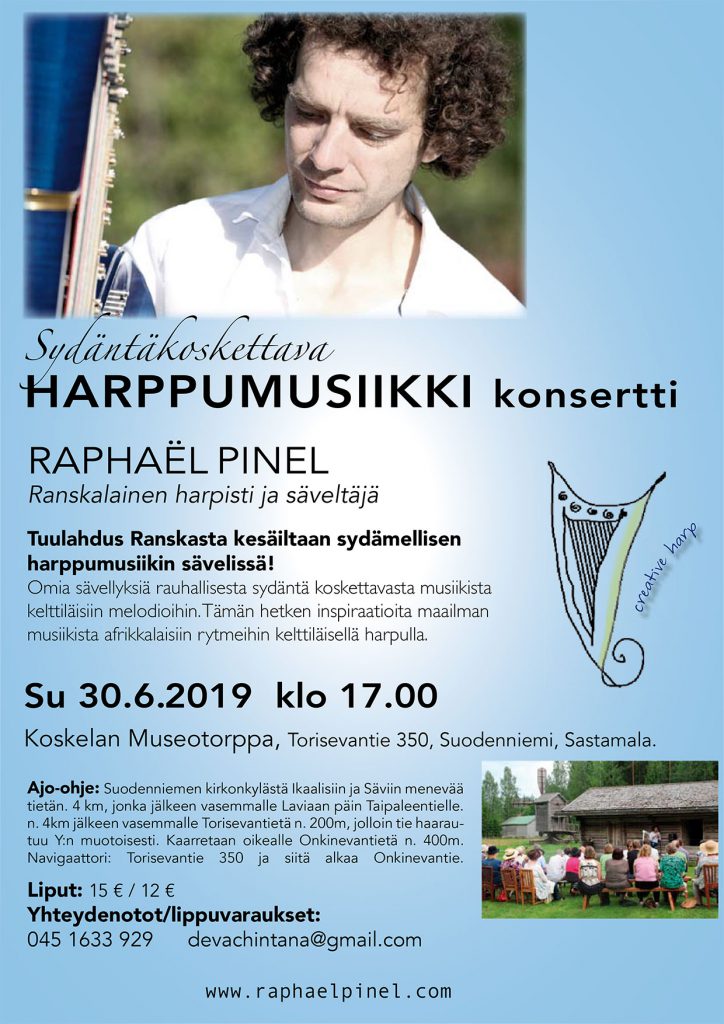 Sydäntäkoskettava
HARPPUMUSIIKKI konsertti
RAPHAËL PINEL
Ranskalainen harpisti ja säveltäjä
Tuulahdus Ranskasta kesäiltaan sydämellisen
harppumusiikin sävelissä!
Omia sävellyksiä rauhallisesta sydäntä koskettavasta musiikista
kelttiläisiin melodioihin. Tämän hetken inspiraatioita maailman
musiikista afrikkalaisiin rytmeihin kelttiläisellä harpulla.
creative harp
Su 30.6.2019 klo 17.00
Koskelan Museotorppa, Torisevantie 350, Suodenniemi, Sastamala.
Ajo-ohje: Suodenniemen kirkonkylästä Ikaalisiin ja Säviin menevää
tietän. 4 km, jonka jälkeen vasemmalle Laviaan päin Taipaleentielle.
n. 4km jälkeen vasemmalle Torisevantietä n. 200m, jolloin tie haarau-
tuu Y:n muotoisesti. Kaarretaan oikealle Onkinevantietä n. 400m.
Navigaattori: Torisevantie 350 ja siitä alkaa Onkinevantie.
Liput: 15 € / 12 €
Yhteydenotot/lippuvaraukset:
045 1633 929 devachintana@gmail.com
www.raphaelpinel.com